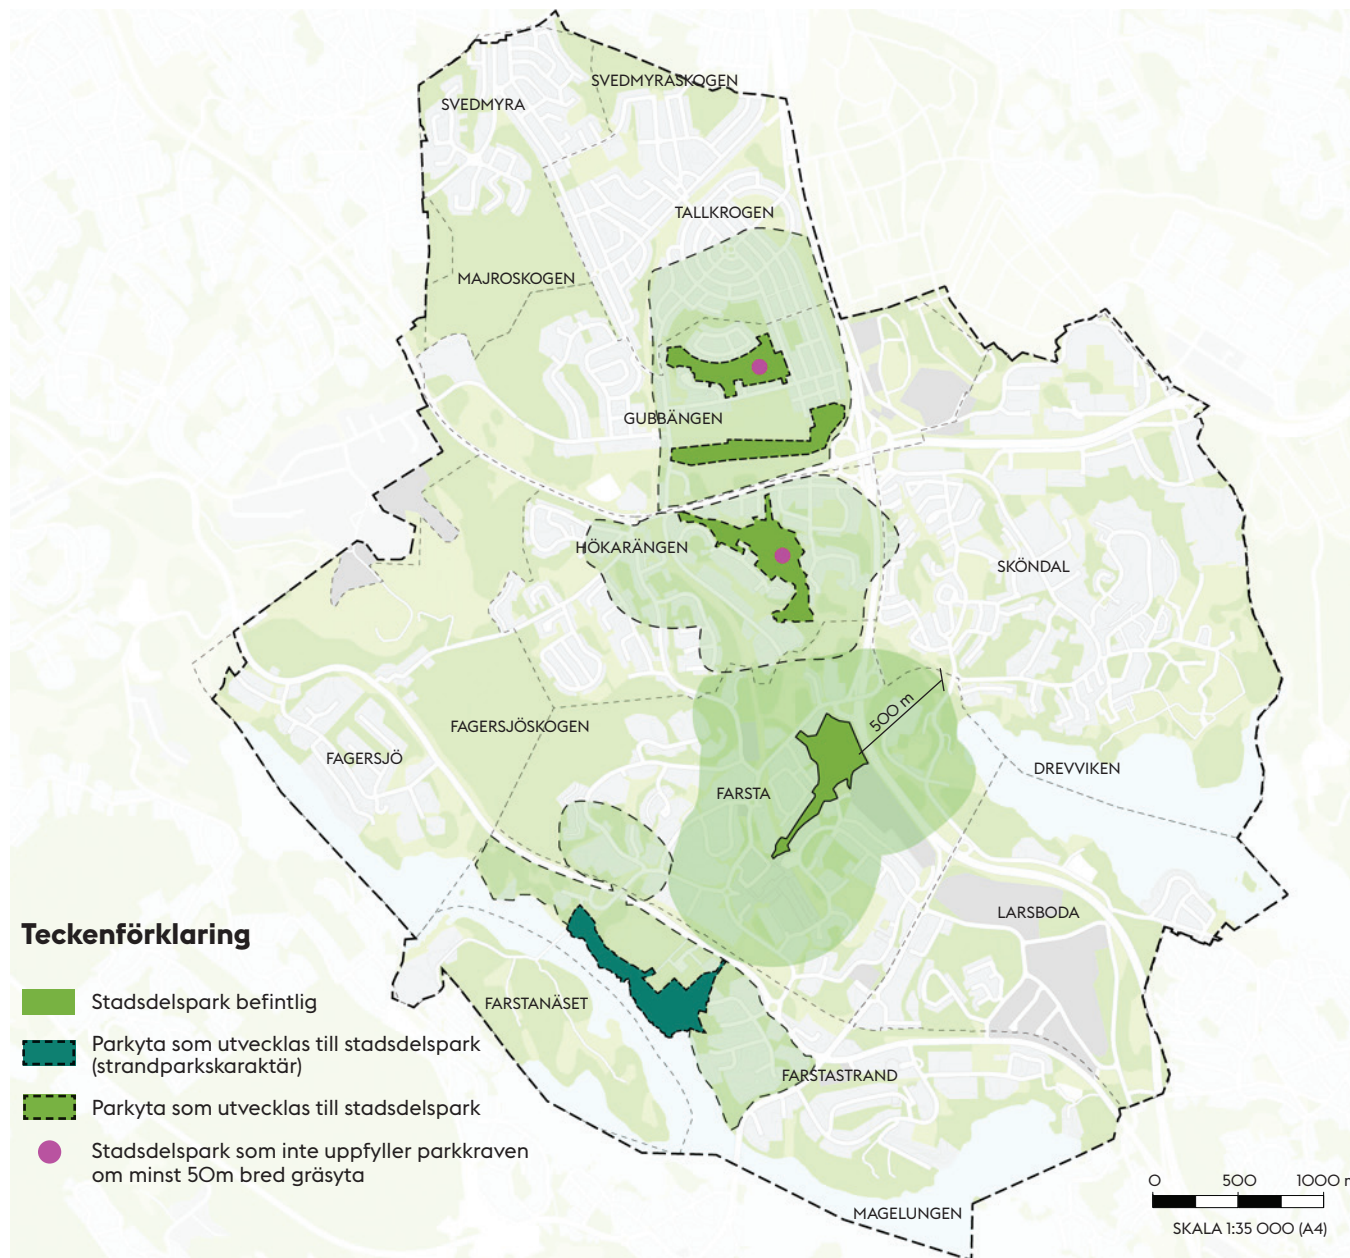 SVEDMYRASKOGEN
SVEDMYRA
TALLKROGEN
MAJROSKOGEN
GUBBÄNGEN
HÖKARÄNGEN
SKÖNDAL
500 m
FAGERSJÖSKOGEN
FAGERSJÖ
DREVVIKEN
FARSTA
LARSBODA
FARSTANÄSET
FARSTASTRAND
MAGELUNGEN
Teckenförklaring
Stadsdelspark befintlig
Parkyta som utvecklas till stadsdelspark
(strandparkskaraktär)
Parkyta som utvecklas till stadsdelspark
Stadsdelspark som inte uppfyller parkkraven
om minst 50m bred gräsyta
0 500 1000 m
SKALA 1:35 000 (A4)